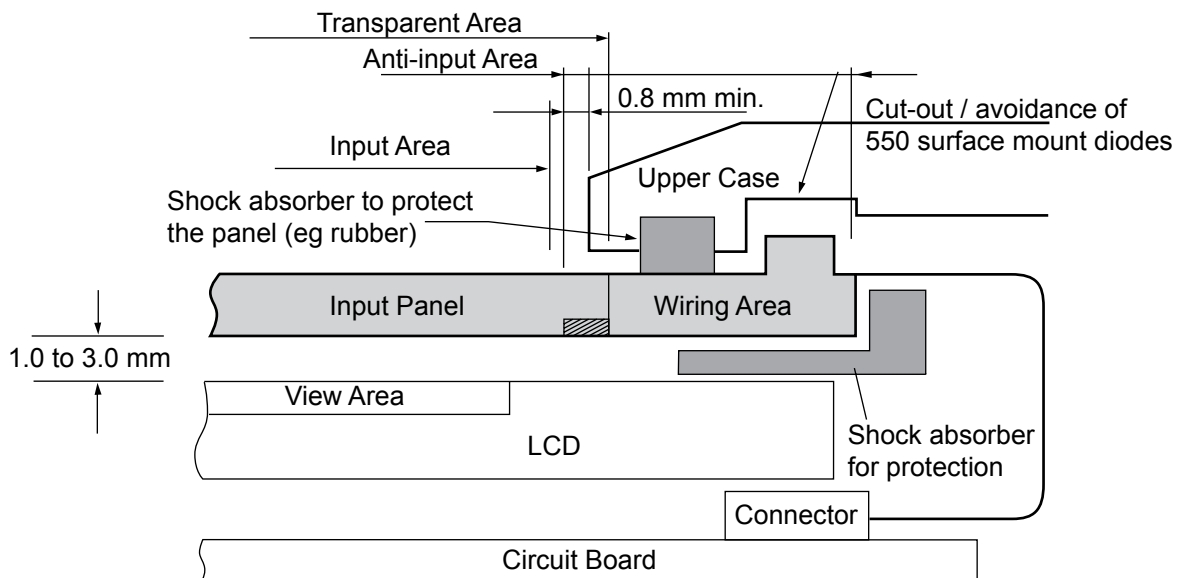 Transparent Area
Anti-input Area
0.8 mm min.
Cut-out / avoidance of
550 surface mount diodes
Input Area
Upper Case
Shock absorber to protect
the panel (eg rubber)
Input Panel
Wiring Area
1.0 to 3.0 mm
View Area
LCD
Shock absorber
for protection
Connector
Circuit Board